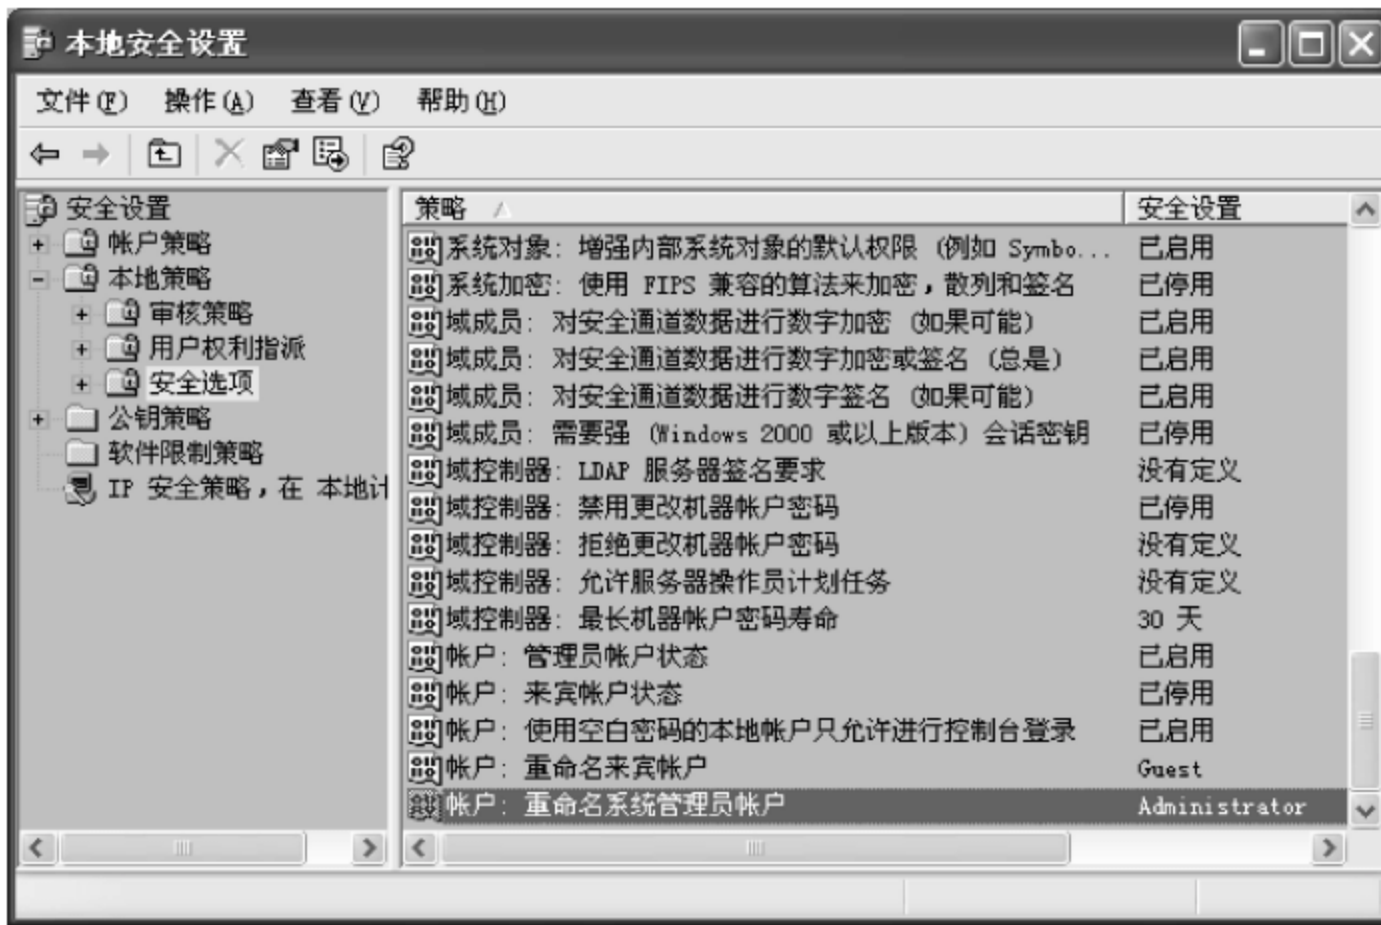 本地安全设置
文件(F) 操作(A) 查看(V) 帮助(H)
安全设置
帐户策略
本地策略
审核策略
用户权利指派
安全选项
公钥策略
软件限制策略
IP 安全策略，在 本地计
策略 安全设置
系统对象: 增强内部系统对象的默认权限 (例如 Symbo... 已启用
系统加密: 使用 FIPS 兼容的算法来加密，散列和签名 已停用
域成员: 对安全通道数据进行数字加密 (如果可能) 已启用
域成员: 对安全通道数据进行数字加密或签名 (总是) 已启用
域成员: 对安全通道数据进行数字签名 (如果可能) 已启用
域成员: 需要强 (Windows 2000 或以上版本) 会话密钥 已停用
域控制器: LDAP 服务器签名要求 没有定义
域控制器: 禁用更改机器帐户密码 已停用
域控制器: 拒绝更改机器帐户密码 没有定义
域控制器: 允许服务器操作员计划任务 没有定义
域控制器: 最长机器帐户密码寿命 30 天
帐户: 管理员帐户状态 已启用
帐户: 来宾帐户状态 已停用
帐户: 使用空白密码的本地帐户只允许进行控制台登录 已启用
帐户: 重命名来宾帐户 Guest
帐户: 重命名系统管理员帐户 Administrator